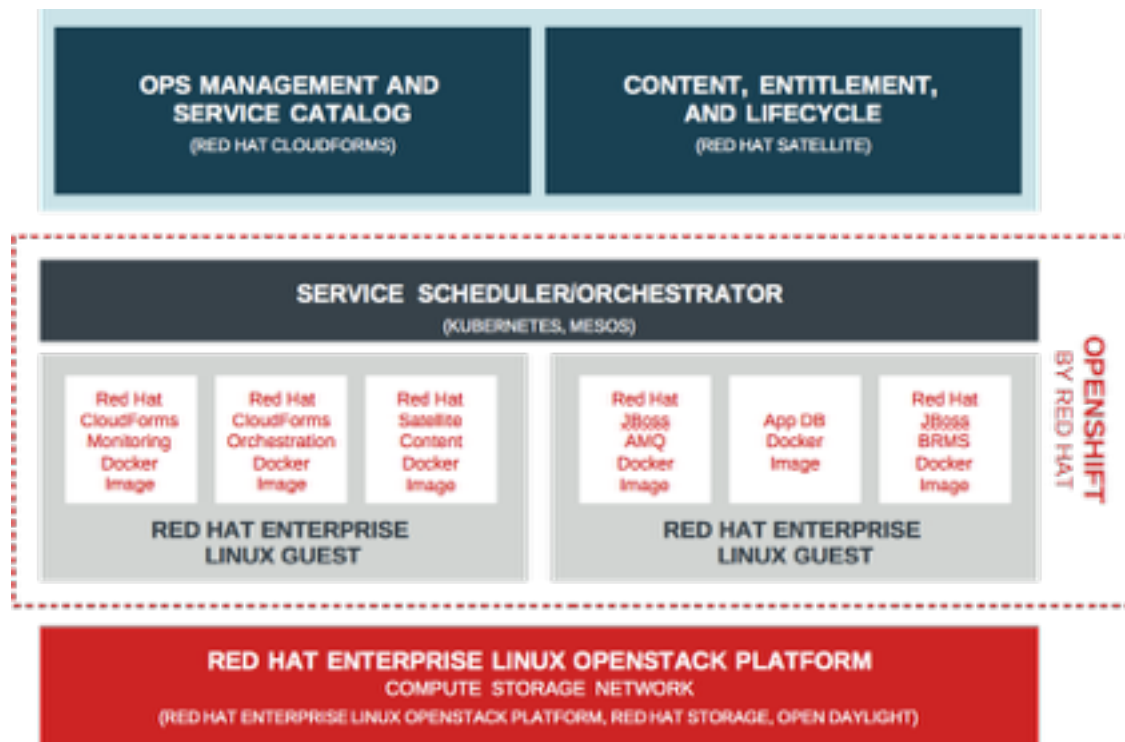 OPS MANAGEMENT AND
SERVICE CATALOG
(RED HAT CLOUDFORMS)
CONTENT, ENTITLEMENT,
AND LIFECYCLE
(RED HAT SATELLITE)
SERVICE SCHEDULER/ORCHESTRATOR
(KUBERNETES, MESOS)
Red Hat
CloudForms
Monitoring
Docker
Image
Red Hat
CloudForms
Orchestration
Docker
Image
Red Hat
Satellite
Content
Docker
Image
RED HAT ENTERPRISE
LINUX GUEST
Red Hat
JBoss
AMQ
Docker
Image
App DB
Docker
Image
Red Hat
JBoss
BRMS
Docker
Image
RED HAT ENTERPRISE
LINUX GUEST
OPENSHIFT
BY RED HAT
RED HAT ENTERPRISE LINUX OPENSTACK PLATFORM
COMPUTE STORAGE NETWORK
(RED HAT ENTERPRISE LINUX OPENSTACK PLATFORM, RED HAT STORAGE, OPEN DAYLIGHT)